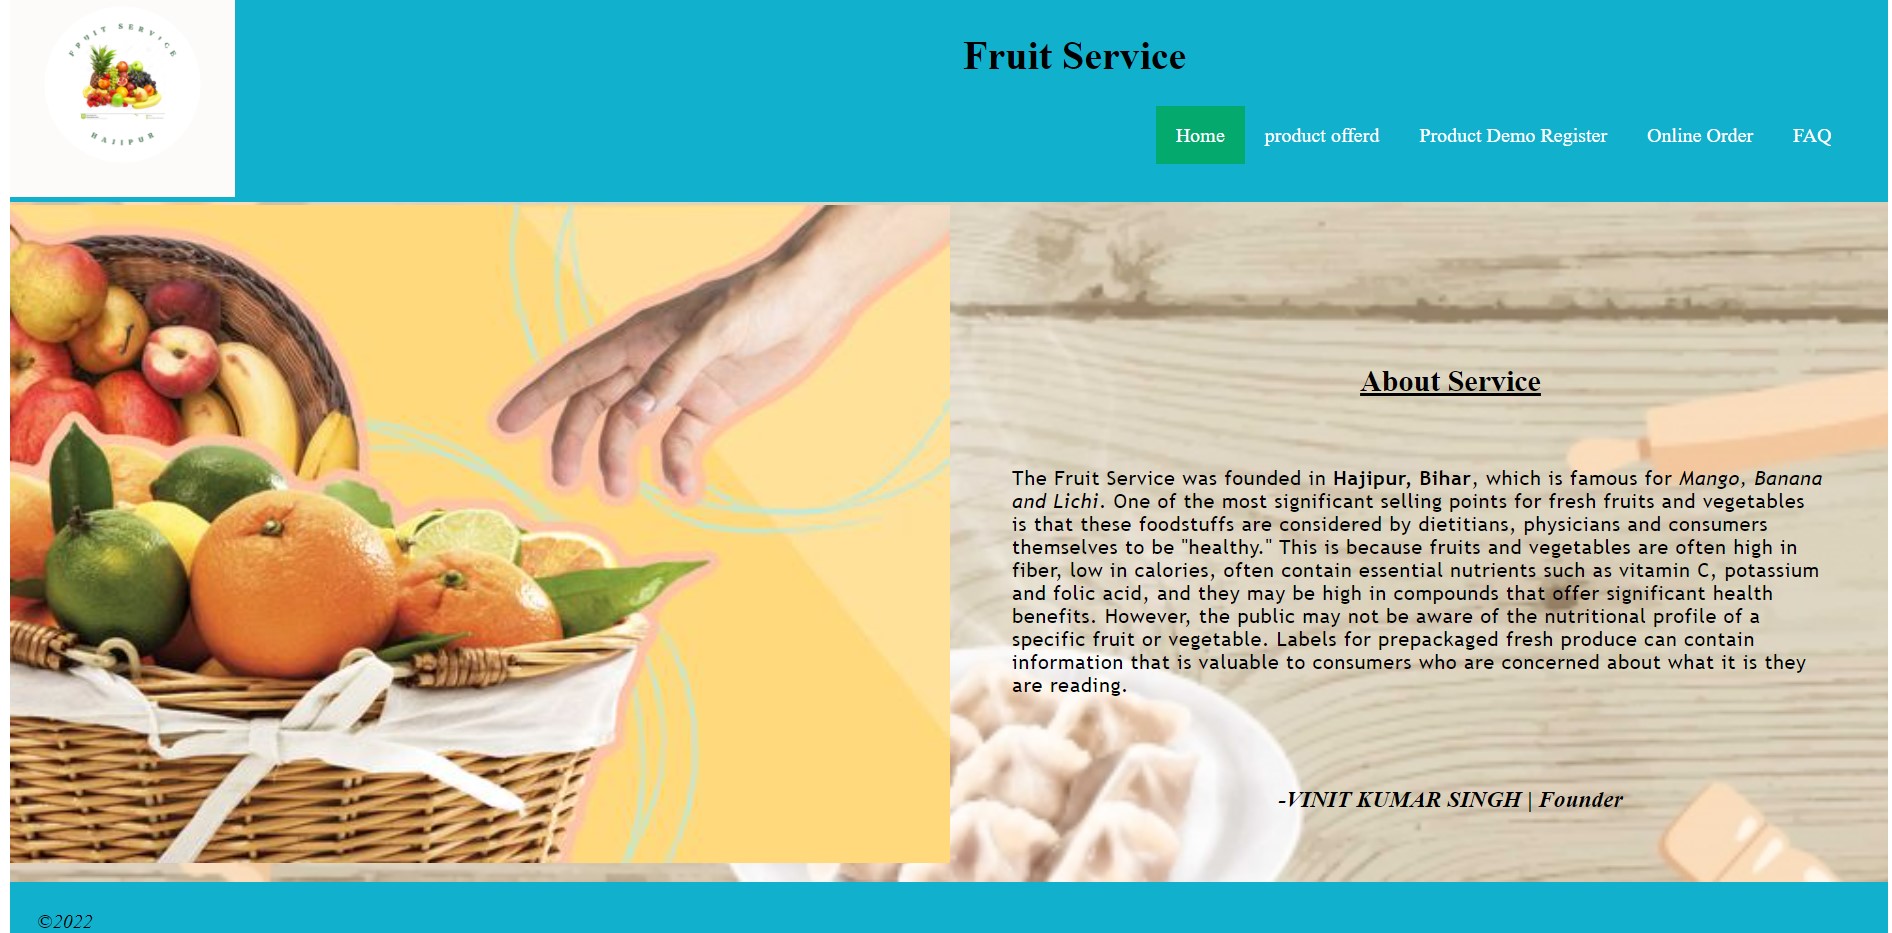 FRUIT SERVICE
HAJIPUR
Fruit Service
Home product offerd Product Demo Register Online Order FAQ
About Service
The Fruit Service was founded in Hajipur, Bihar, which is famous for Mango, Banana
and Lichi. One of the most significant selling points for fresh fruits and vegetables
is that these foodstuffs are considered by dietitians, physicians and consumers
themselves to be "healthy." This is because fruits and vegetables are often high in
fiber, low in calories, often contain essential nutrients such as vitamin C, potassium
and folic acid, and they may be high in compounds that offer significant health
benefits. However, the public may not be aware of the nutritional profile of a
specific fruit or vegetable. Labels for prepackaged fresh produce can contain
information that is valuable to consumers who are concerned about what it is they
are reading.
-VINIT KUMAR SINGH | Founder
©2022